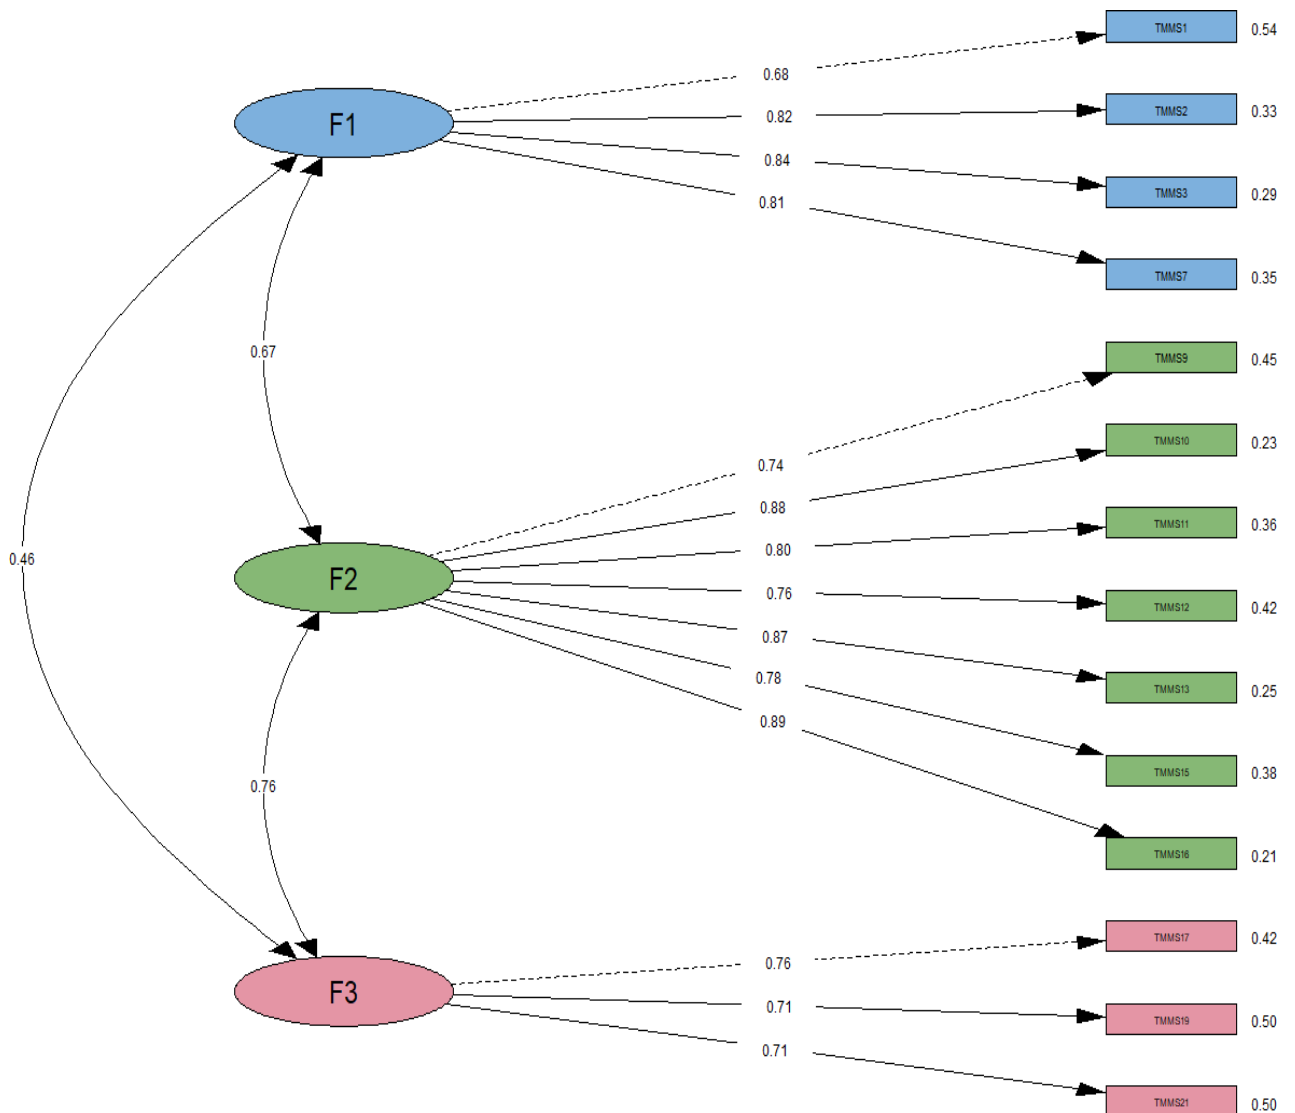 TMMS1 0.54
0.68
F1
0.82
TMMS2 0.33
0.84
TMMS3 0.29
0.81
TMMS7 0.35
0.67
TMMS9 0.45
0.74
TMMS10 0.23
0.88
TMMS11 0.36
0.80
0.46
F2
0.76
TMMS12 0.42
0.87
0.78
TMMS13 0.25
0.89
0.76
TMMS15 0.38
TMMS16 0.21
TMMS17 0.42
0.76
F3
0.71
TMMS19 0.50
0.71
TMMS21 0.50